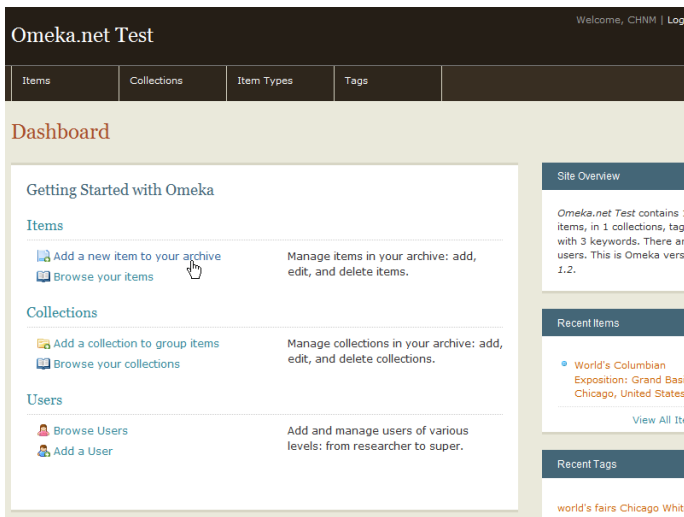 Welcome, CHNM | Log
Omeka.net Test
Items
Collections
Item Types
Tags
Dashboard
Getting Started with Omeka
Items
Add a new item to your archive
Manage items in your archive: add,
edit, and delete items.
Browse your items
Collections
Add a collection to group items
Manage collections in your archive: add,
edit, and delete collections.
Browse your collections
Users
Browse Users
Add and manage users of various
levels: from researcher to super.
Add a User
Site Overview
Omeka.net Test contains
items, in 1 collections, tag
with 3 keywords. There
users. This is Omeka vers
1.2.
Recent Items
World's Columbian
Exposition: Grand Bas
Chicago, United States
View All Ite
Recent Tags
world's fairs Chicago Whit